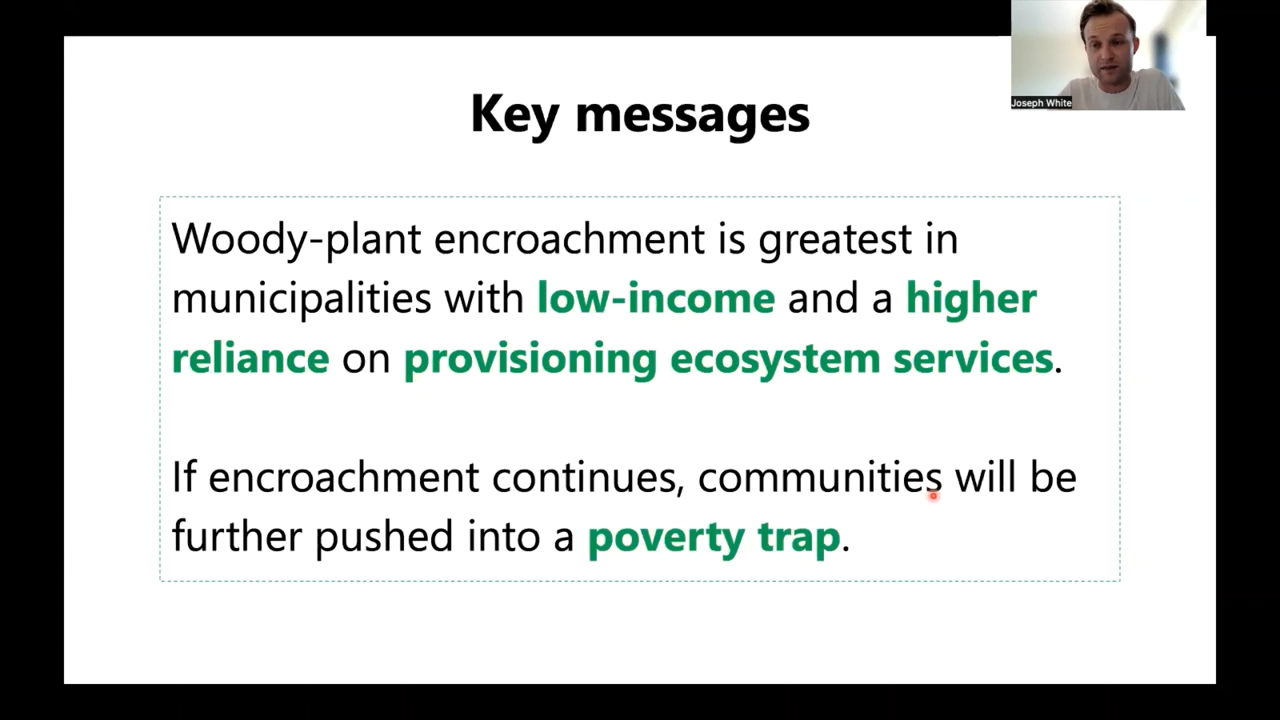 Joseph White
Key messages
Woody-plant encroachment is greatest in
municipalities with low-income and a higher
reliance on provisioning ecosystem services.
If encroachment continues, communities will be
further pushed into a poverty trap.